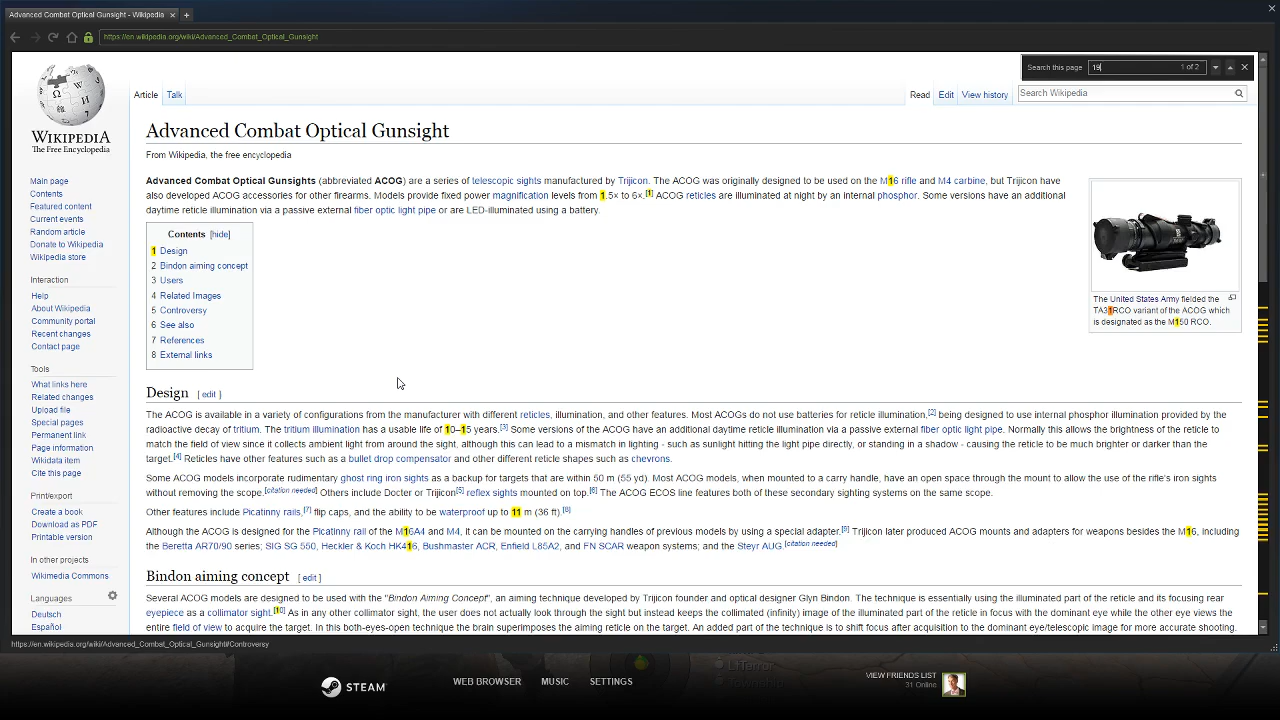 Advanced Combat Optical Gunsight - Wikipedia
https://en.wikipedia.org/wiki/Advanced_Combat_Optical_Gunsight
Search this page 19 1 of 2
Article Talk Read Edit View history Search Wikipedia
WIKIPEDIA
The Free Encyclopedia
Main page
Contents
Featured content
Current events
Random article
Donate to Wikipedia
Wikipedia store
Interaction
Help
About Wikipedia
Community portal
Recent changes
Contact page
Tools
What links here
Related changes
Upload file
Special pages
Permanent link
Page information
Wikidata item
Cite this page
Print/export
Create a book
Download as PDF
Printable version
In other projects
Wikimedia Commons
Languages
Deutsch
Español
Advanced Combat Optical Gunsight
From Wikipedia, the free encyclopedia
Advanced Combat Optical Gunsights (abbreviated ACOG) are a series of telescopic sights manufactured by Trijicon. The ACOG was originally designed to be used on the M16 rifle and M4 carbine, but Trijicon have
also developed ACOG accessories for other firearms. Models provide fixed power magnification levels from 1.5× to 6×.[1] ACOG reticles are illuminated at night by an internal phosphor. Some versions have an additional
daytime reticle illumination via a passive external fiber optic light pipe or are LED-illuminated using a battery.
Contents [hide]
1 Design
2 Bindon aiming concept
3 Users
4 Related Images
5 Controversy
6 See also
7 References
8 External links
The United States Army fielded the
TA31RCO variant of the ACOG which
is designated as the M150 RCO.
Design [ edit ]
The ACOG is available in a variety of configurations from the manufacturer with different reticles, illumination, and other features. Most ACOGs do not use batteries for reticle illumination,[2] being designed to use internal phosphor illumination provided by the
radioactive decay of tritium. The tritium illumination has a usable life of 10–15 years.[3] Some versions of the ACOG have an additional daytime reticle illumination via a passive external fiber optic light pipe. Normally this allows the brightness of the reticle to
match the field of view since it collects ambient light from around the sight, although this can lead to a mismatch in lighting - such as sunlight hitting the light pipe directly, or standing in a shadow - causing the reticle to be much brighter or darker than the
target.[4] Reticles have other features such as a bullet drop compensator and other different reticle shapes such as chevrons.
Some ACOG models incorporate rudimentary ghost ring iron sights as a backup for targets that are within 50 m (55 yd). Most ACOG models, when mounted to a carry handle, have an open space through the mount to allow the use of the rifle's iron sights
without removing the scope.[citation needed] Others include Docter or Trijicon[5] reflex sights mounted on top.[6] The ACOG ECOS line features both of these secondary sighting systems on the same scope.
Other features include Picatinny rails,[7] flip caps, and the ability to be waterproof up to 11 m (36 ft).[8]
Although the ACOG is designed for the Picatinny rail of the M16A4 and M4, it can be mounted on the carrying handles of previous models by using a special adapter.[9] Trijicon later produced ACOG mounts and adapters for weapons besides the M16, including
the Beretta AR70/90 series; SIG SG 550, Heckler & Koch HK416, Bushmaster ACR, Enfield L85A2, and FN SCAR weapon systems; and the Steyr AUG.[citation needed]
Bindon aiming concept [ edit ]
Several ACOG models are designed to be used with the "Bindon Aiming Concept", an aiming technique developed by Trijicon founder and optical designer Glyn Bindon. The technique is essentially using the illuminated part of the reticle and its focusing rear
eyepiece as a collimator sight.[10] As in any other collimator sight, the user does not actually look through the sight but instead keeps the collimated (infinity) image of the illuminated part of the reticle in focus with the dominant eye while the other eye views the
entire field of view to acquire the target. In this both-eyes-open technique the brain superimposes the aiming reticle on the target. An added part of the technique is to shift focus after acquisition to the dominant eye/telescopic image for more accurate shooting.
https://en.wikipedia.org/wiki/Advanced_Combat_Optical_Gunsight#Controversy
LtTerror
Township
STEAM WEB BROWSER MUSIC SETTINGS
VIEW FRIENDS LIST
31 Online